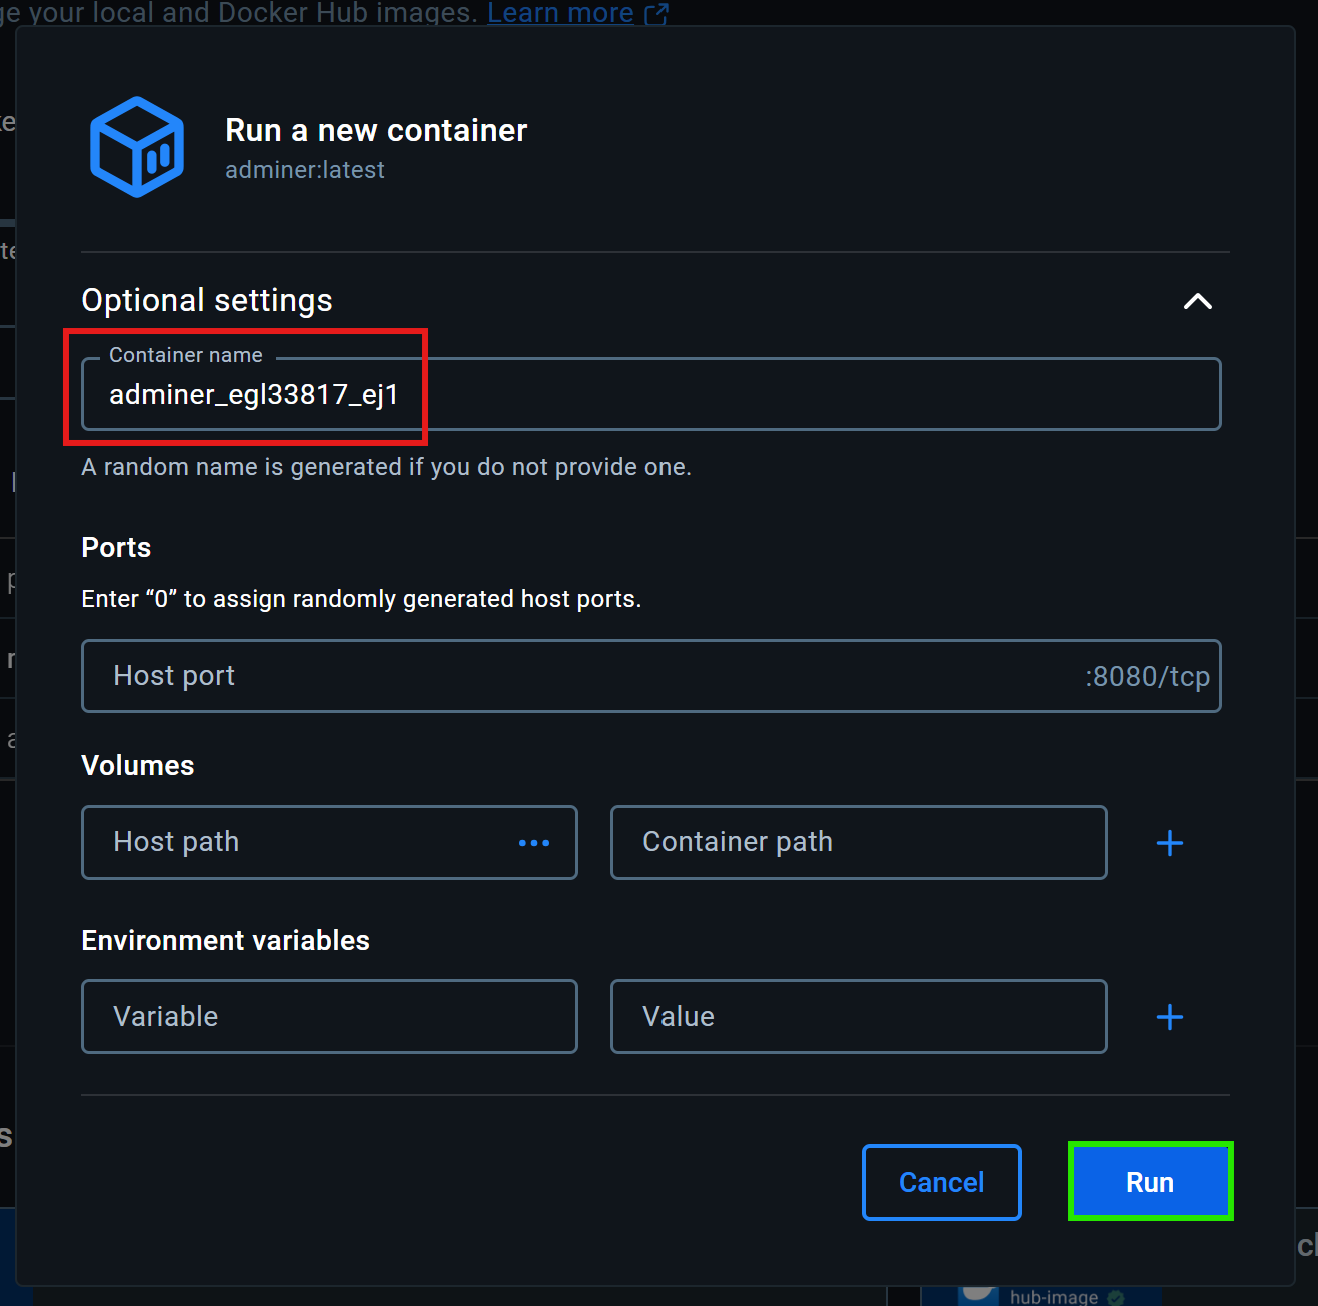 ge your local and Docker Hub images. Learn more
Run a new container
adminer:latest
Optional settings
Container name
adminer_egl33817_ej1
A random name is generated if you do not provide one.
Ports
Enter “0” to assign randomly generated host ports.
Host port :8080/tcp
Volumes
Host path ••• Container path +
Environment variables
Variable Value +
Cancel Run
hub-image